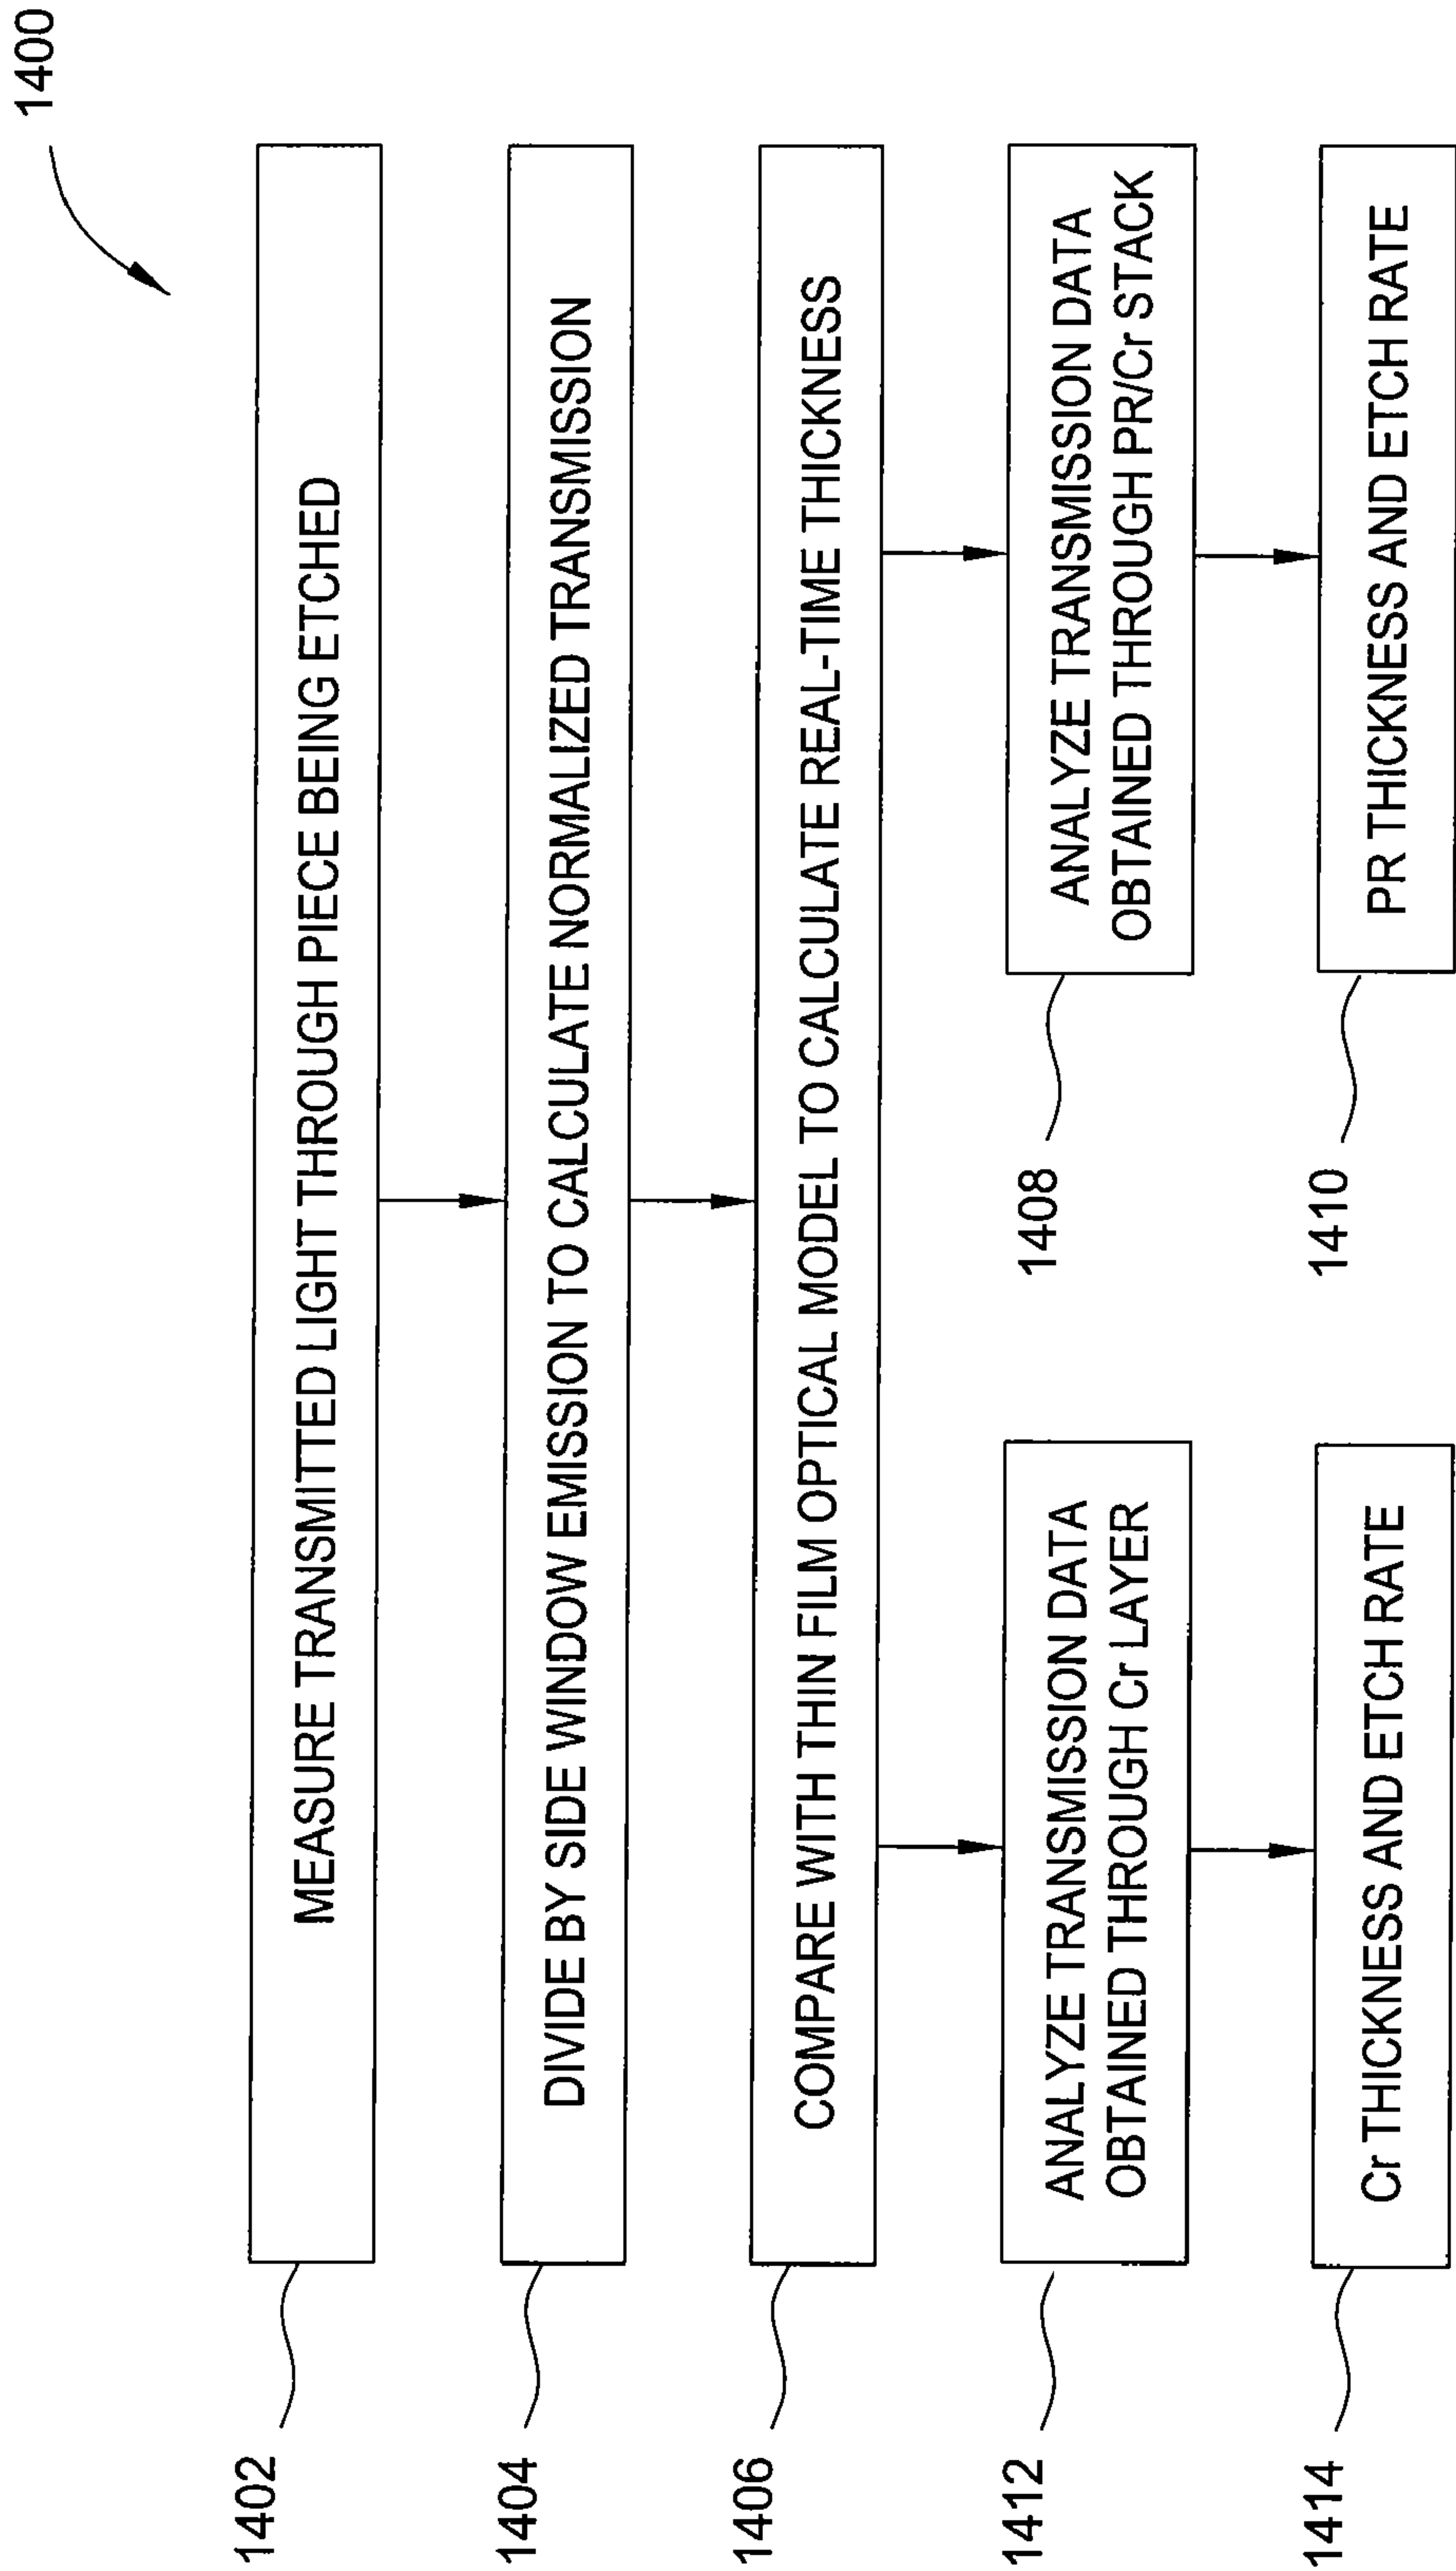 1400
1402
MEASURE TRANSMITTED LIGHT THROUGH PIECE BEING ETCHED
1404
DIVIDE BY SIDE WINDOW EMISSION TO CALCULATE NORMALIZED TRANSMISSION
1406
COMPARE WITH THIN FILM OPTICAL MODEL TO CALCULATE REAL-TIME THICKNESS
1412
ANALYZE TRANSMISSION DATA
OBTAINED THROUGH Cr LAYER
1408
ANALYZE TRANSMISSION DATA
OBTAINED THROUGH PR/Cr STACK
1414
Cr THICKNESS AND ETCH RATE
1410
PR THICKNESS AND ETCH RATE